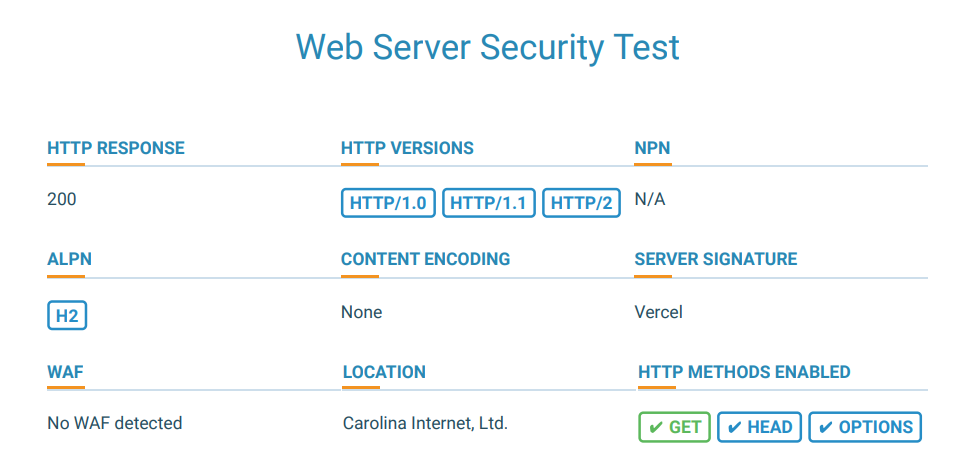 Web Server Security Test
HTTP RESPONSE HTTP VERSIONS NPN
200 HTTP/1.0 HTTP/1.1 HTTP/2 N/A
ALPN CONTENT ENCODING SERVER SIGNATURE
H2 None Vercel
WAF LOCATION HTTP METHODS ENABLED
No WAF detected Carolina Internet, Ltd. ✔ GET ✔ HEAD ✔ OPTIONS